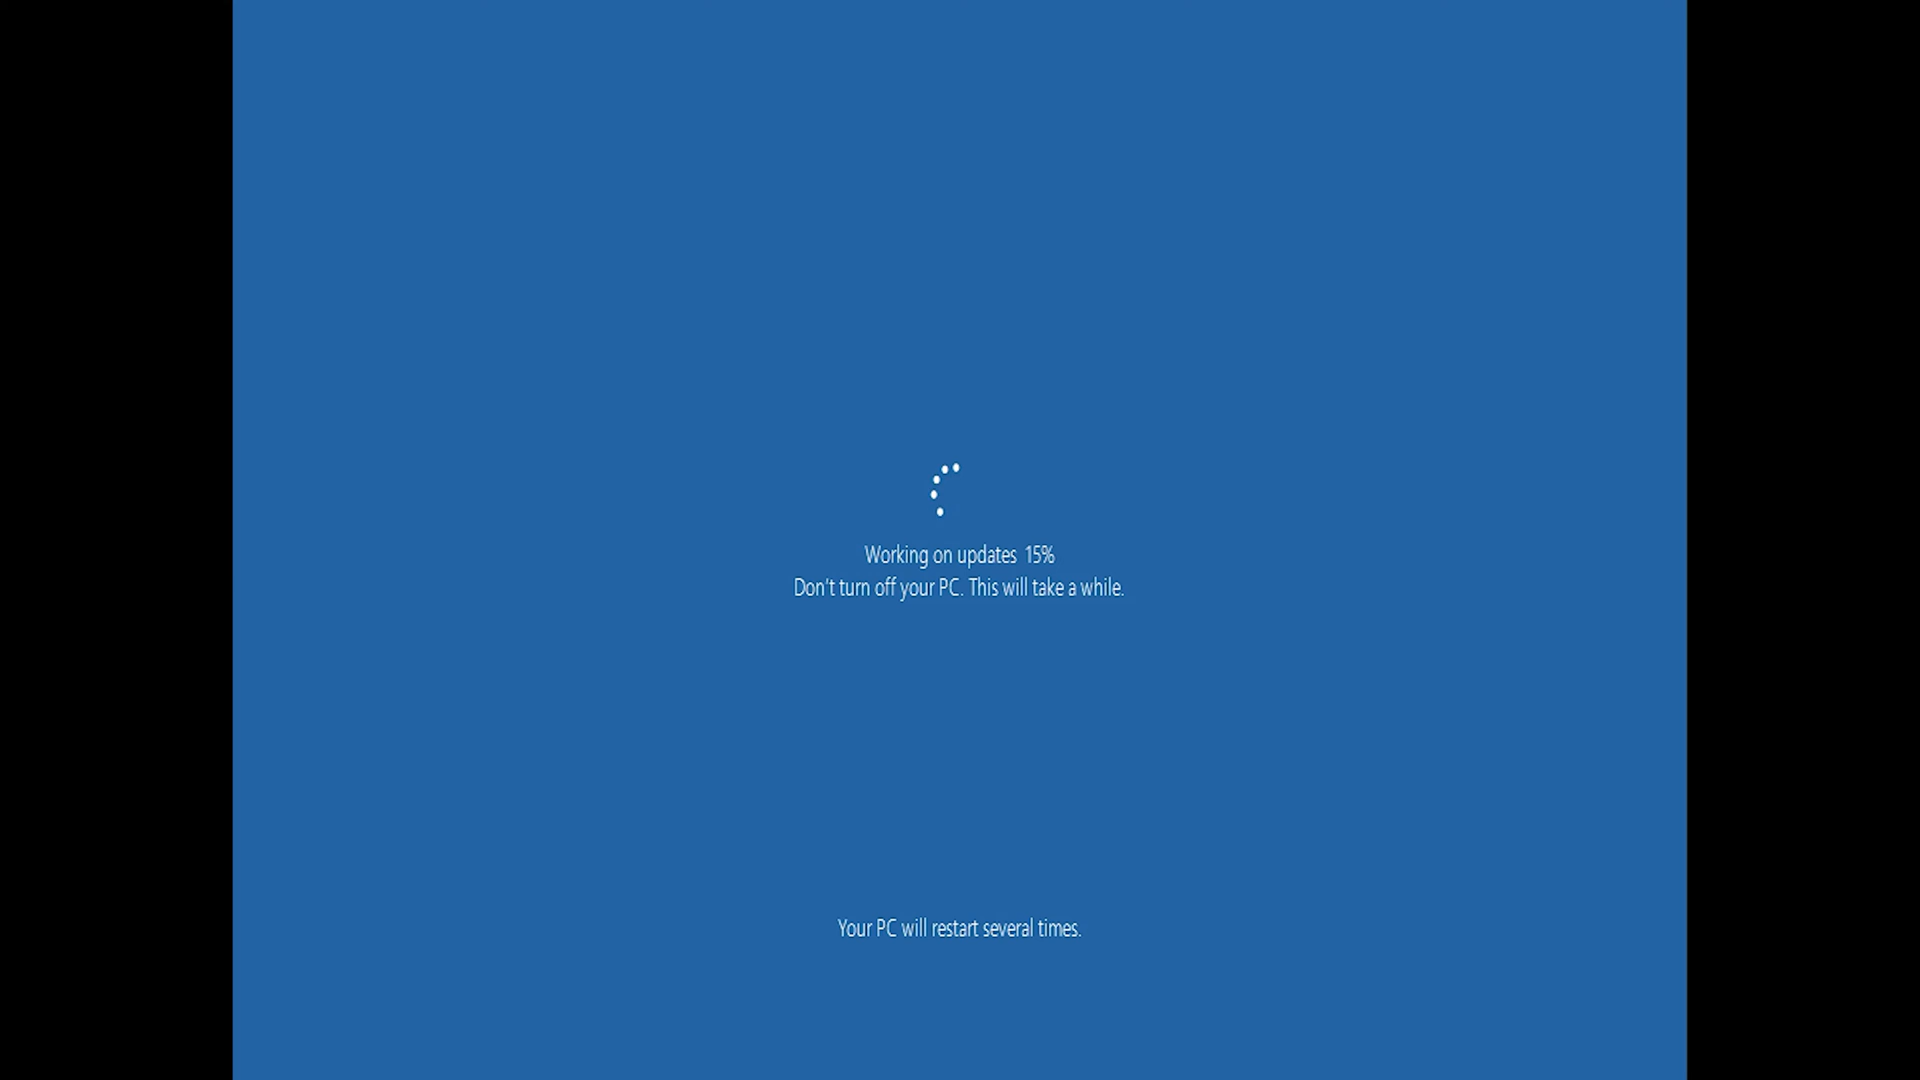 Working on updates 15%
Don't turn off your PC. This will take a while.
Your PC will restart several times.